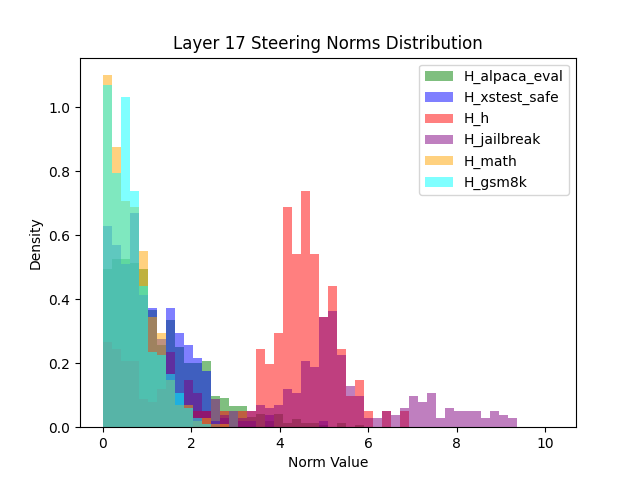 Layer 17 Steering Norms Distribution
H_alpaca_eval
H_xstest_safe
H_h
H_jailbreak
H_math
H_gsm8k
Density
1.0
0.8
0.6
0.4
0.2
0.0
0 2 4 6 8 10
Norm Value